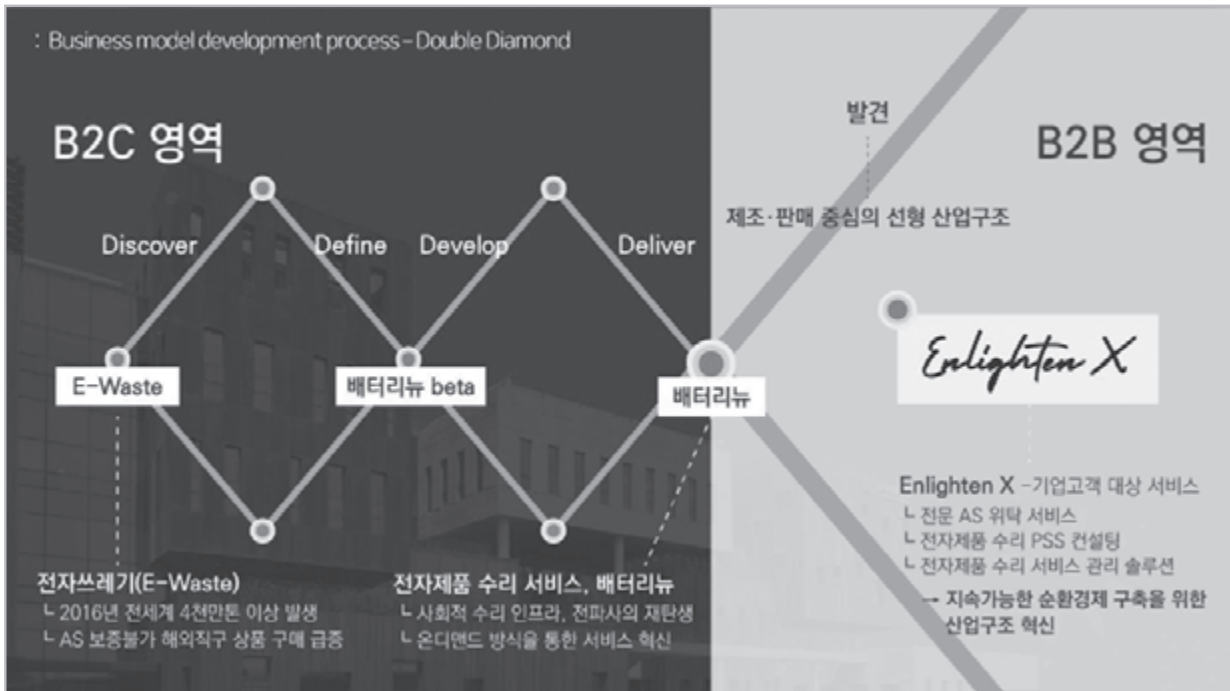 : Business model development process – Double Diamond
B2C 영역
B2B 영역
발견
제조·판매 중심의 선형 산업구조
Discover
Define
Develop
Deliver
E-Waste
배터리뉴 beta
배터리뉴
Enlighten X
전자쓰레기(E-Waste)
└ 2016년 전세계 4천만톤 이상 발생
└ AS 보증불가 해외직구 상품 구매 급증
전자제품 수리 서비스, 배터리뉴
└ 사회적 수리 인프라, 전파사의 재탄생
└ 온디맨드 방식을 통한 서비스 혁신
Enlighten X -기업고객 대상 서비스
└ 전문 AS 위탁 서비스
└ 전자제품 수리 PSS 컨설팅
└ 전자제품 수리 서비스 관리 솔루션
→ 지속가능한 순환경제 구축을 위한
산업구조 혁신